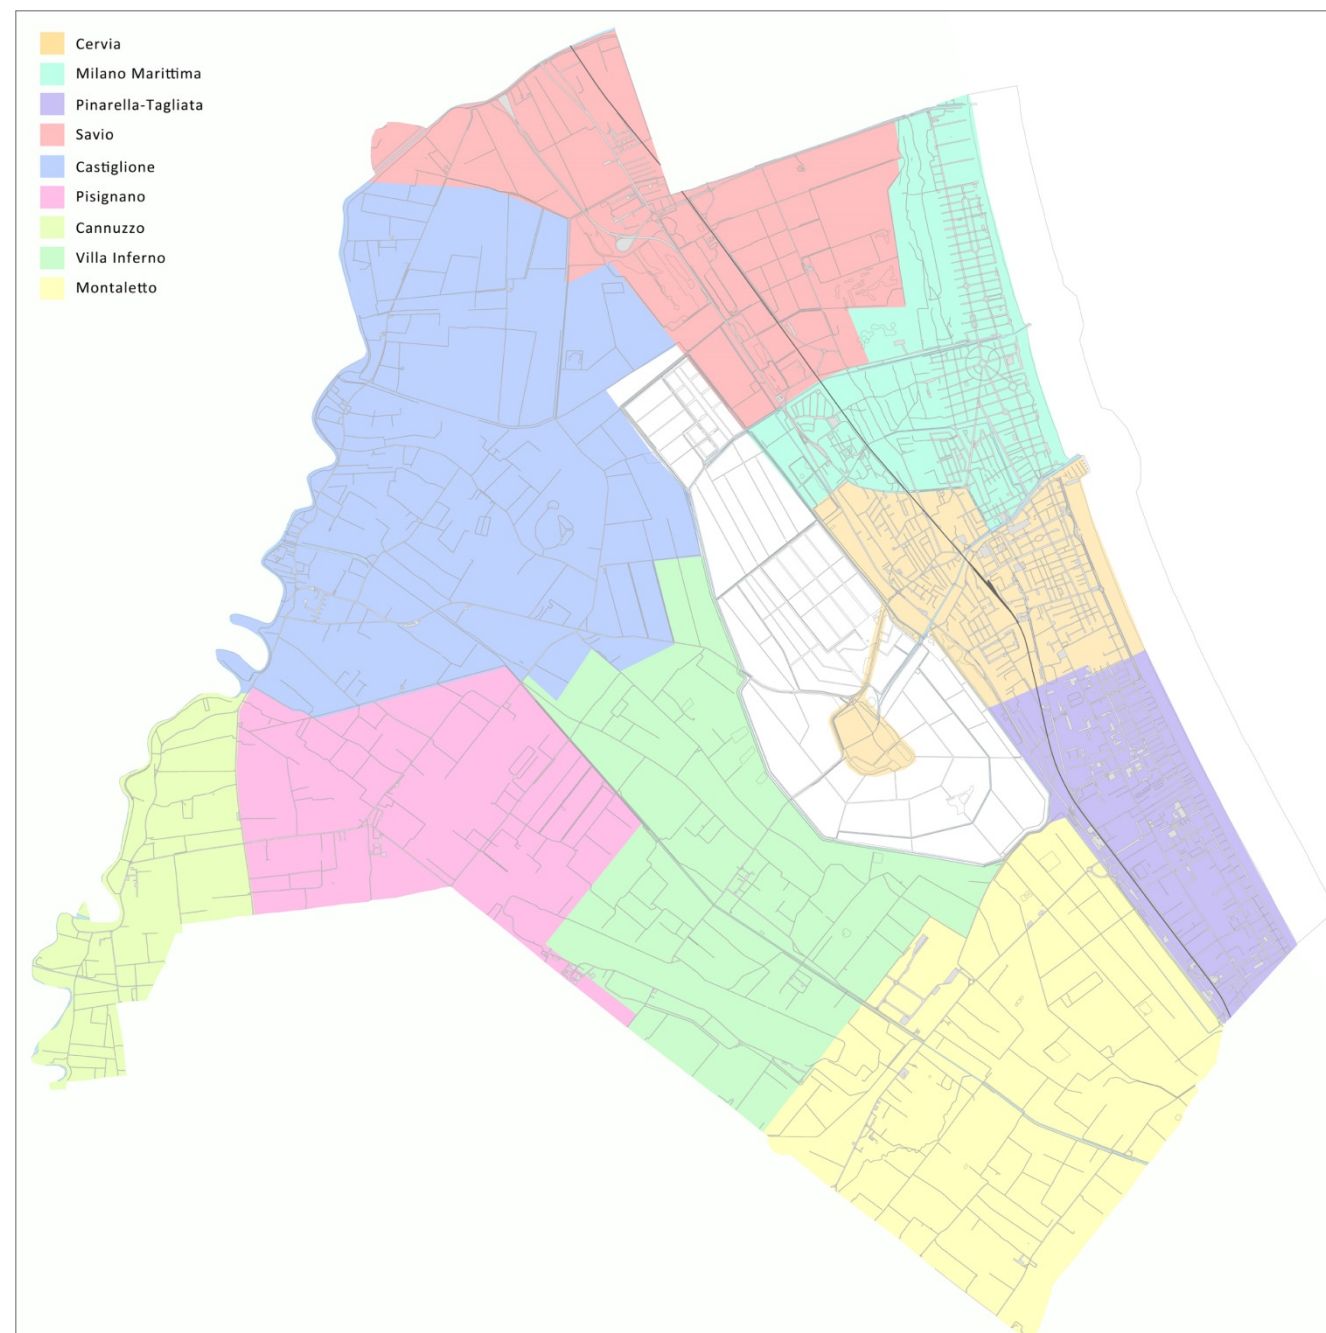 Cervia
Milano Marittima
Pinarella-Tagliata
Savio
Castiglione
Pisignano
Cannuzzo
Villa Inferno
Montaletto